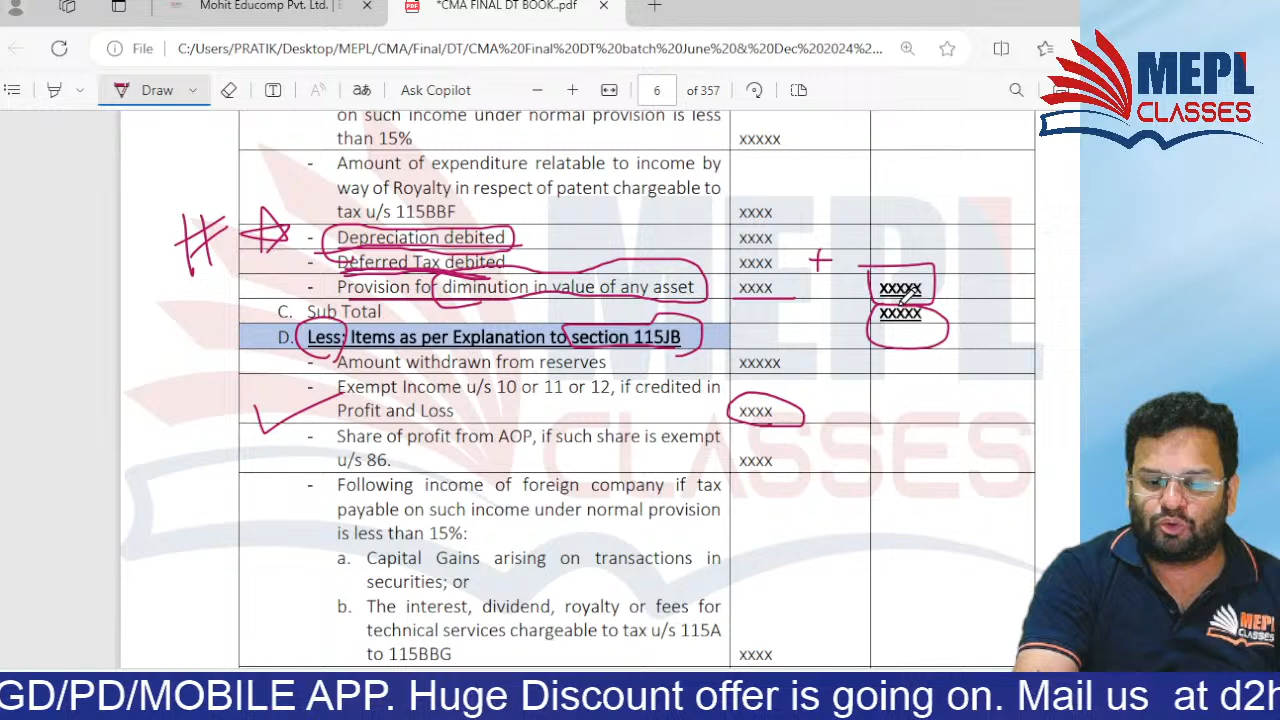 Mohit Educomp Pvt. Ltd. | E
*CMA FINAL DT BOOK..pdf
File
C:/Users/PRATIK/Desktop/MEPL/CMA/Final/DT/CMA%20Final%20DT%20batch%20June%20&%20Dec%202024%2...
Draw
aあ
Ask Copilot
6 of 357
MEPL
CLASSES
on such income under normal provision is less
than 15% xxxxx
- Amount of expenditure relatable to income by
way of Royalty in respect of patent chargeable to
tax u/s 115BBF xxxx
- Depreciation debited xxxx
- Deferred Tax debited xxxx +
- Provision for diminution in value of any asset xxxx xxxxx
C. Sub Total xxxxx
D. Less: Items as per Explanation to section 115JB
- Amount withdrawn from reserves xxxxx
- Exempt Income u/s 10 or 11 or 12, if credited in
Profit and Loss xxxx
- Share of profit from AOP, if such share is exempt
u/s 86. xxxx
- Following income of foreign company if tax
payable on such income under normal provision
is less than 15%:
a. Capital Gains arising on transactions in
securities; or
b. The interest, dividend, royalty or fees for
technical services chargeable to tax u/s 115A
to 115BBG xxxx
MEPL
CLASSES
MEPL
CLASSES
GD/PD/MOBILE APP. Huge Discount offer is going on. Mail us at d2h